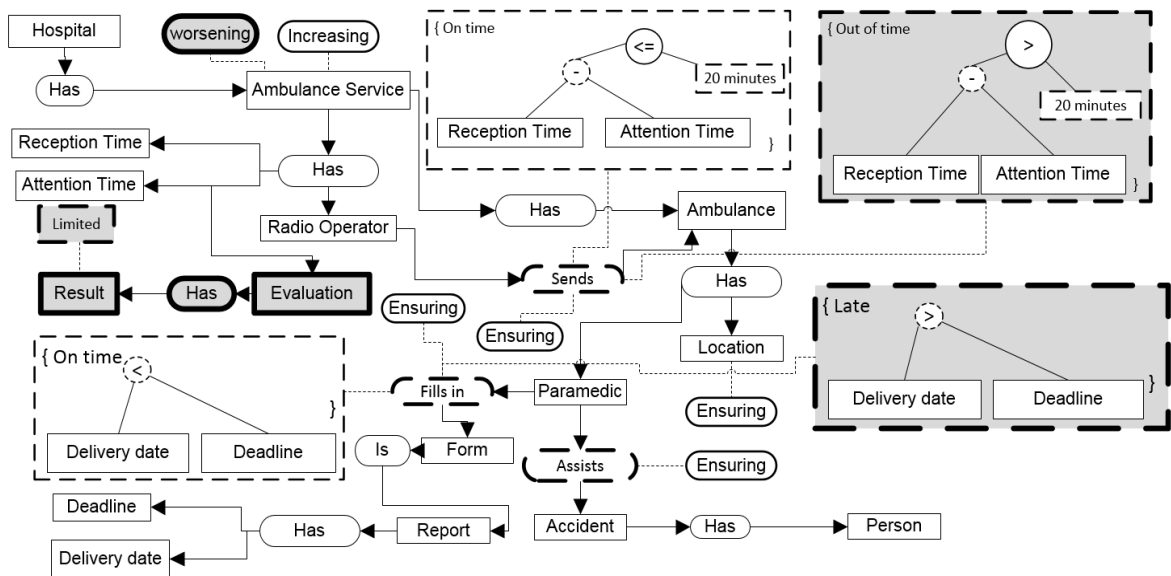 Hospital
worsening
Increasing
{ On time
<=
-
20 minutes
Reception Time
Attention Time
}
{ Out of time
>
-
20 minutes
Reception Time
Attention Time
}
Has
Ambulance Service
Reception Time
Attention Time
Has
Limited
Radio Operator
Has
Ambulance
Result
Has
Evaluation
Sends
Has
Ensuring
Ensuring
Location
{ On time
<
Delivery date
Deadline
}
{ Late
>
Delivery date
Deadline
}
Fills in
Paramedic
Ensuring
Is
Form
Assists
Ensuring
Deadline
Has
Report
Accident
Has
Person
Delivery date